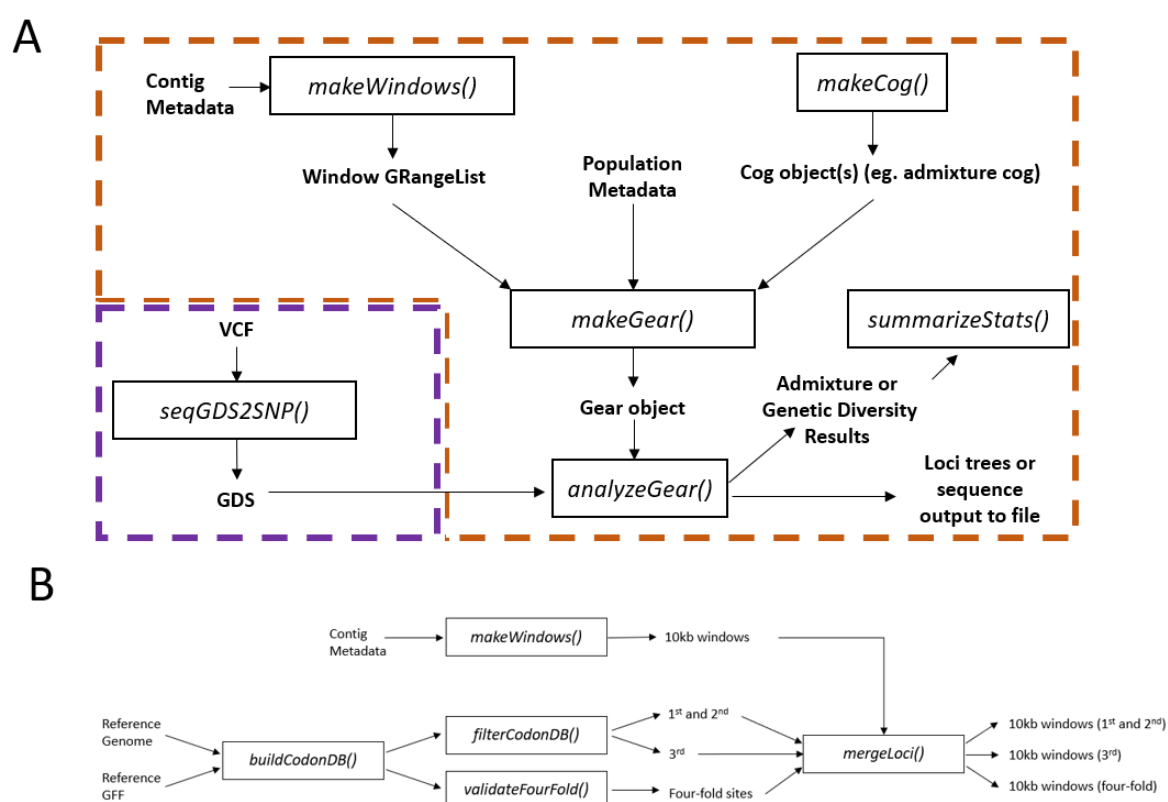 A
Contig
Metadata
makeWindows()
makeCog()
Window GRangeList
Population
Metadata
Cog object(s) (eg. admixture cog)
makeGear()
summarizeStats()
VCF
seqGDS2SNP()
GDS
Gear object
Admixture or
Genetic Diversity
Results
analyzeGear()
Loci trees or
sequence
output to file
B
Contig
Metadata
makeWindows()
10kb windows
Reference
Genome
Reference
GFF
buildCodonDB()
filterCodonDB()
validateFourFold()
1st and 2nd
3rd
Four-fold sites
mergeLoci()
10kb windows (1st and 2nd)
10kb windows (3rd)
10kb windows (four-fold)